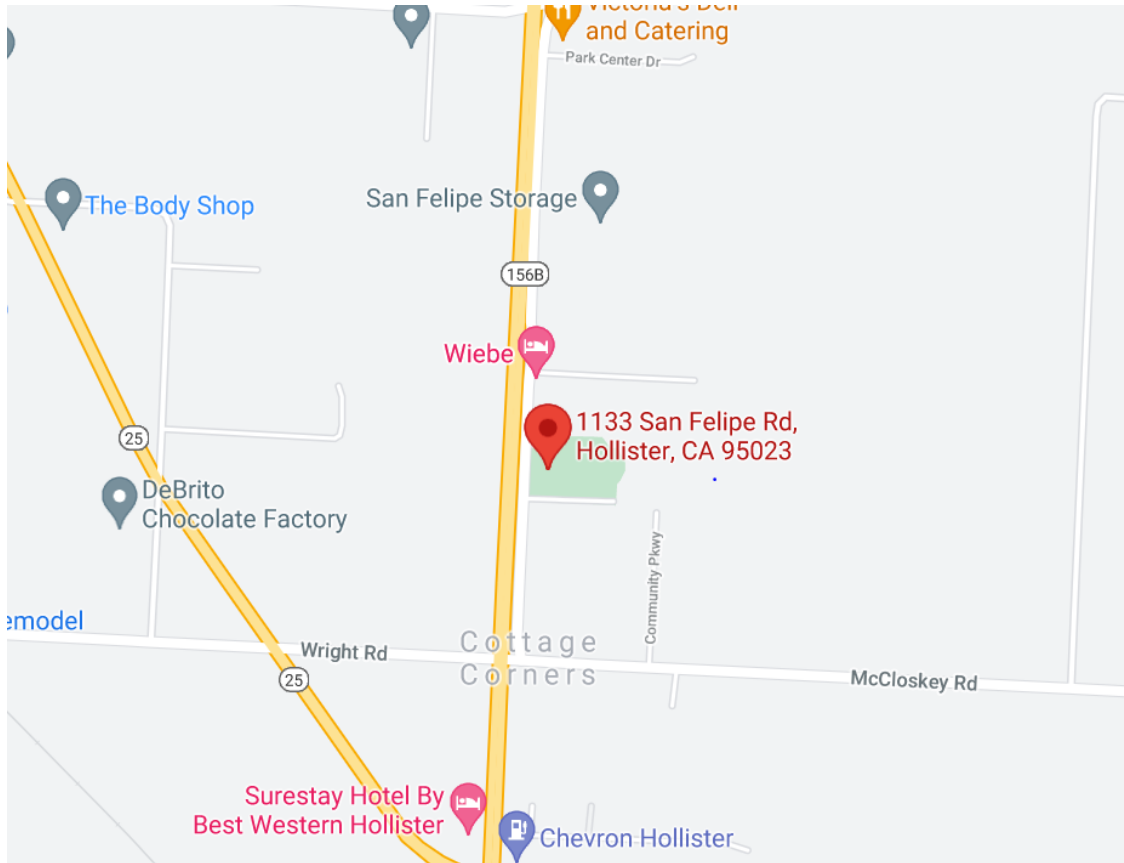 Victoria's Deli
and Catering
Park Center Dr
San Felipe Storage
The Body Shop
156B
Wiebe
1133 San Felipe Rd,
Hollister, CA 95023
25
DeBrito
Chocolate Factory
Community Pkwy
emodel
Wright Rd
Cottage
Corners
25
McCloskey Rd
Surestay Hotel By
Best Western Hollister
Chevron Hollister